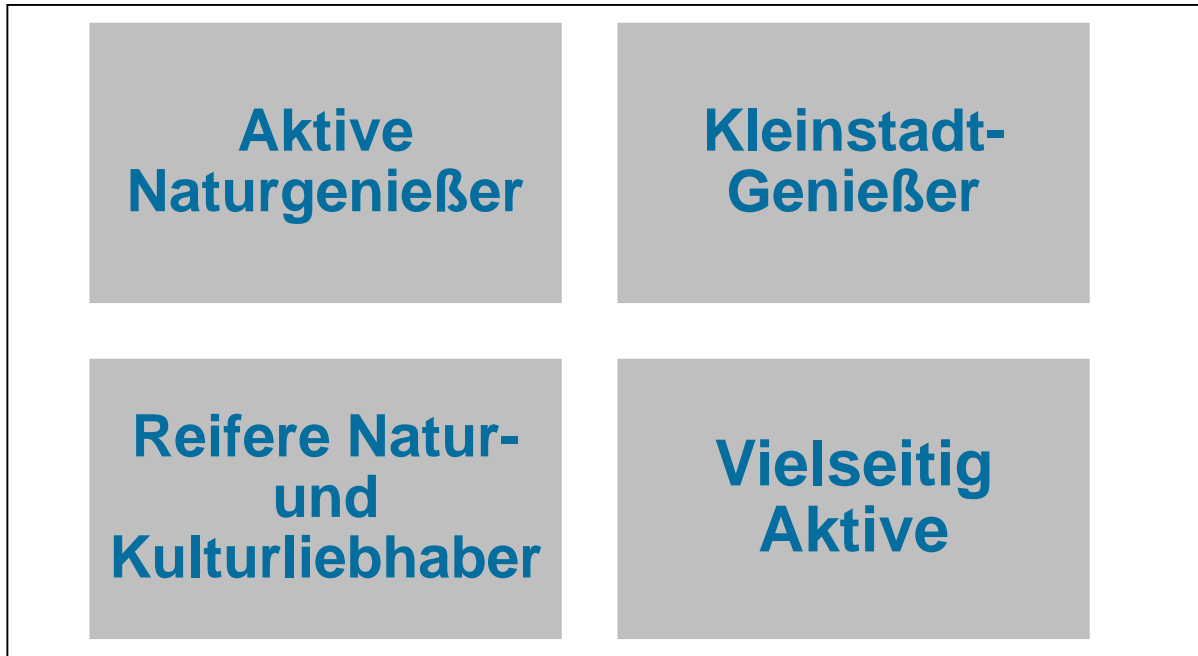 Aktive
Naturgenießer
Kleinstadt-
Genießer
Reifere Natur-
und
Kulturliebhaber
Vielseitig
Aktive